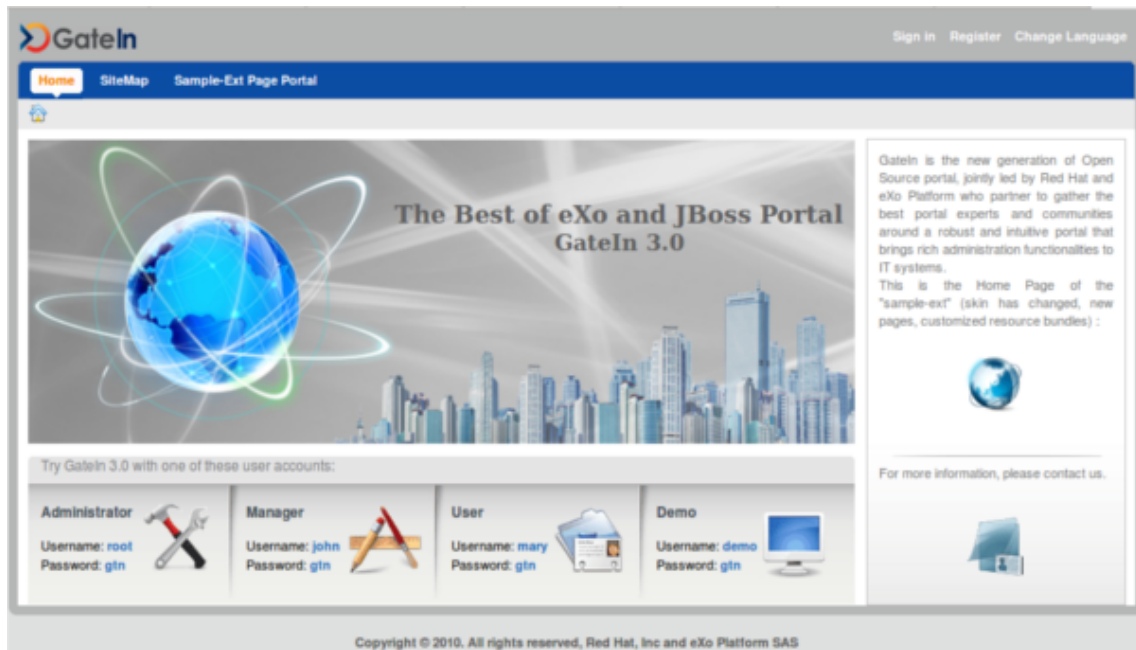 GateIn
Sign in Register Change Language
Home SiteMap Sample-Ext Page Portal
The Best of eXo and JBoss Portal
GateIn 3.0
GateIn is the new generation of Open
Source portal, jointly led by Red Hat and
eXo Platform who partner to gather the
best portal experts and communities
around a robust and intuitive portal that
brings rich administration functionalities to
IT systems.
This is the Home Page of the
"sample-ext" (skin has changed, new
pages, customized resource bundles) :
For more information, please contact us.
Try GateIn 3.0 with one of these user accounts:
Administrator
Username: root
Password: gtn
Manager
Username: john
Password: gtn
User
Username: mary
Password: gtn
Demo
Username: demo
Password: gtn
Copyright © 2010. All rights reserved, Red Hat, Inc and eXo Platform SAS